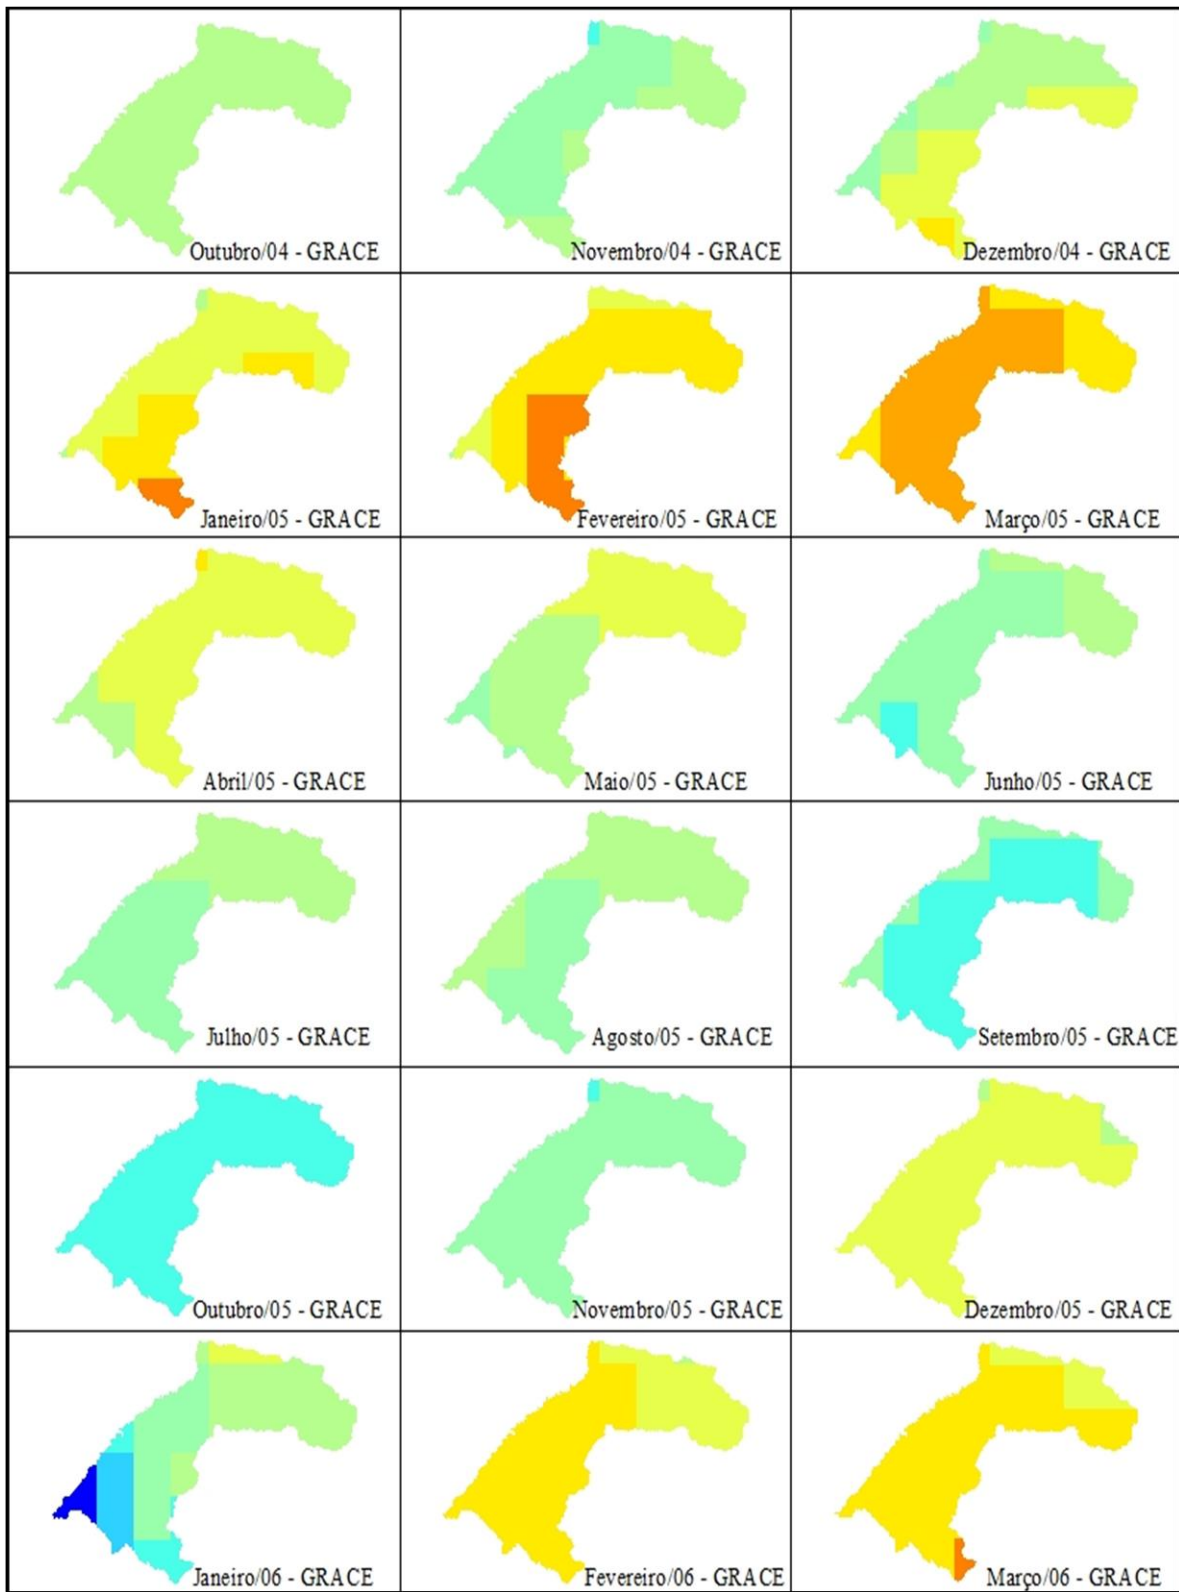 Outubro/04 - GRACE
Novembro/04 - GRACE
Dezembro/04 - GRACE
Janeiro/05 - GRACE
Fevereiro/05 - GRACE
Março/05 - GRACE
Abril/05 - GRACE
Maio/05 - GRACE
Junho/05 - GRACE
Julho/05 - GRACE
Agosto/05 - GRACE
Setembro/05 - GRACE
Outubro/05 - GRACE
Novembro/05 - GRACE
Dezembro/05 - GRACE
Janeiro/06 - GRACE
Fevereiro/06 - GRACE
Março/06 - GRACE